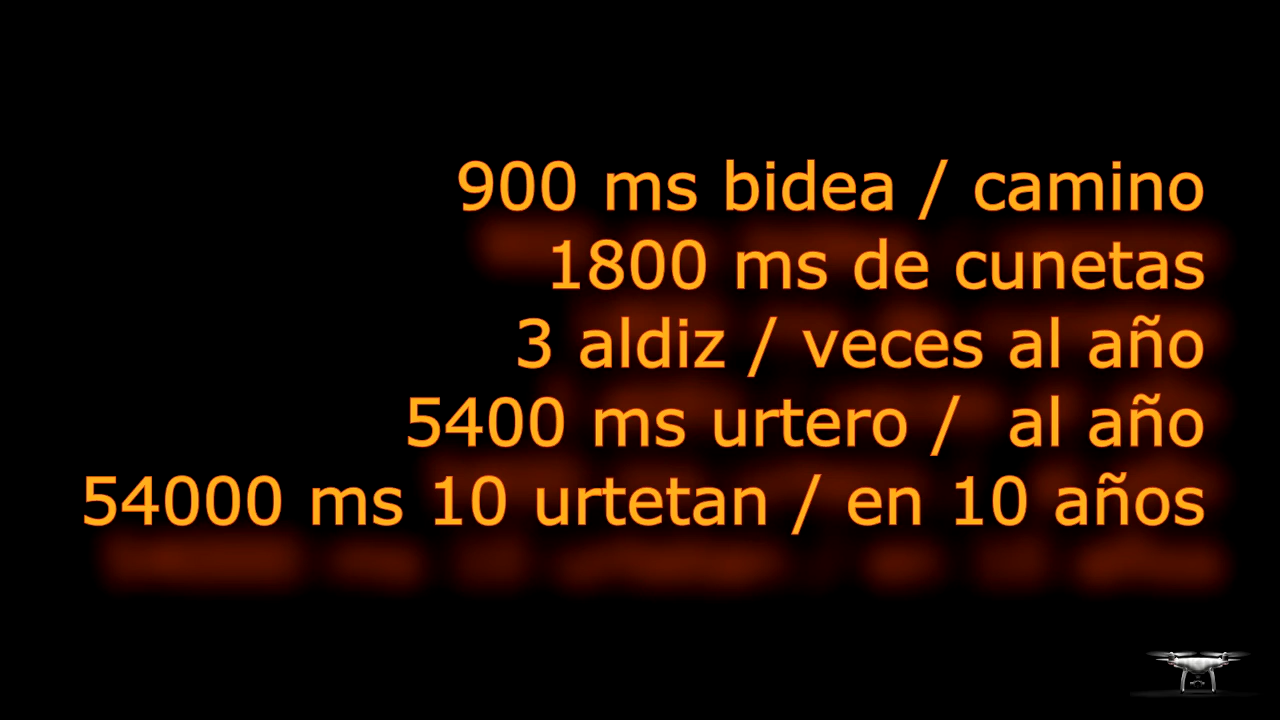 900 ms bidea / camino
1800 ms de cunetas
3 aldiz / veces al año
5400 ms urtero /  al año
54000 ms 10 urtetan / en 10 años